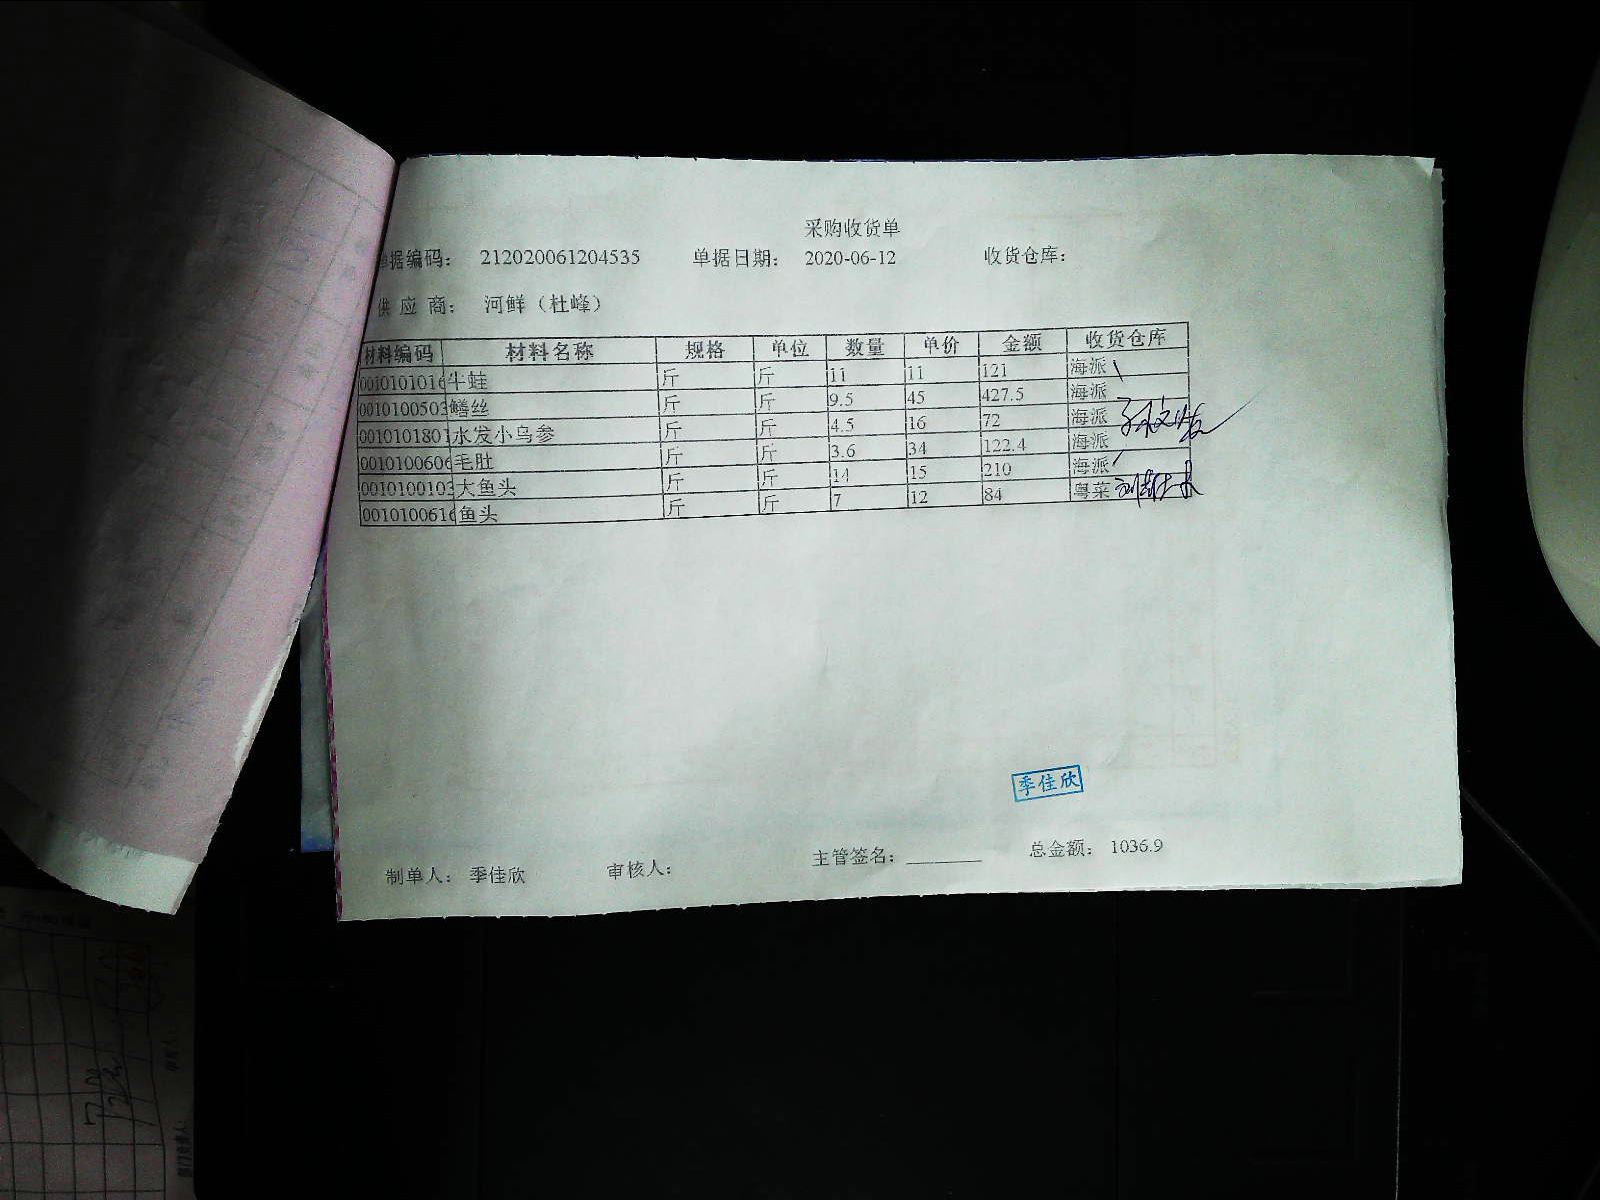 采购收货单
单据编码： 212020061204535 单据日期： 2020-06-12 收货仓库：
供 应 商： 河鲜（杜峰）
材料编码 材料名称 规格 单位 数量 单价 金额 收货仓库
001010101 牛蛙 斤 斤 11 11 121 海派
001010050 鳝丝 斤 斤 9.5 45 427.5 海派
001010180 水发小乌参 斤 斤 4.5 16 72 海派
001010060 毛肚 斤 斤 3.6 34 122.4 海派
001010010 大鱼头 斤 斤 14 15 210 海派
001010061 鱼头 斤 斤 7 12 84 粤菜
季佳欣
制单人： 季佳欣 审核人： 主管签名：________ 总金额： 1036.9